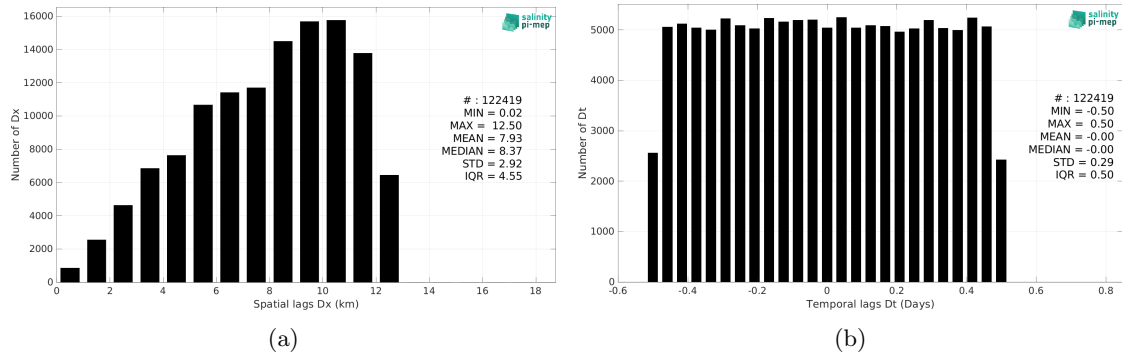 16000
14000
12000
10000
8000
6000
4000
2000
0
Number of Dx
salinity
pi-mep
# : 122419
MIN = 0.02
MAX = 12.50
MEAN = 7.93
MEDIAN = 8.37
STD = 2.92
IQR = 4.55
0 2 4 6 8 10 12 14 16 18
Spatial lags Dx (km)
(a)
5000
4000
3000
2000
1000
0
Number of Dt
salinity
pi-mep
# : 122419
MIN = -0.50
MAX = 0.50
MEAN = -0.00
MEDIAN = -0.00
STD = 0.29
IQR = 0.50
-0.6 -0.4 -0.2 0 0.2 0.4 0.6 0.8
Temporal lags Dt (Days)
(b)